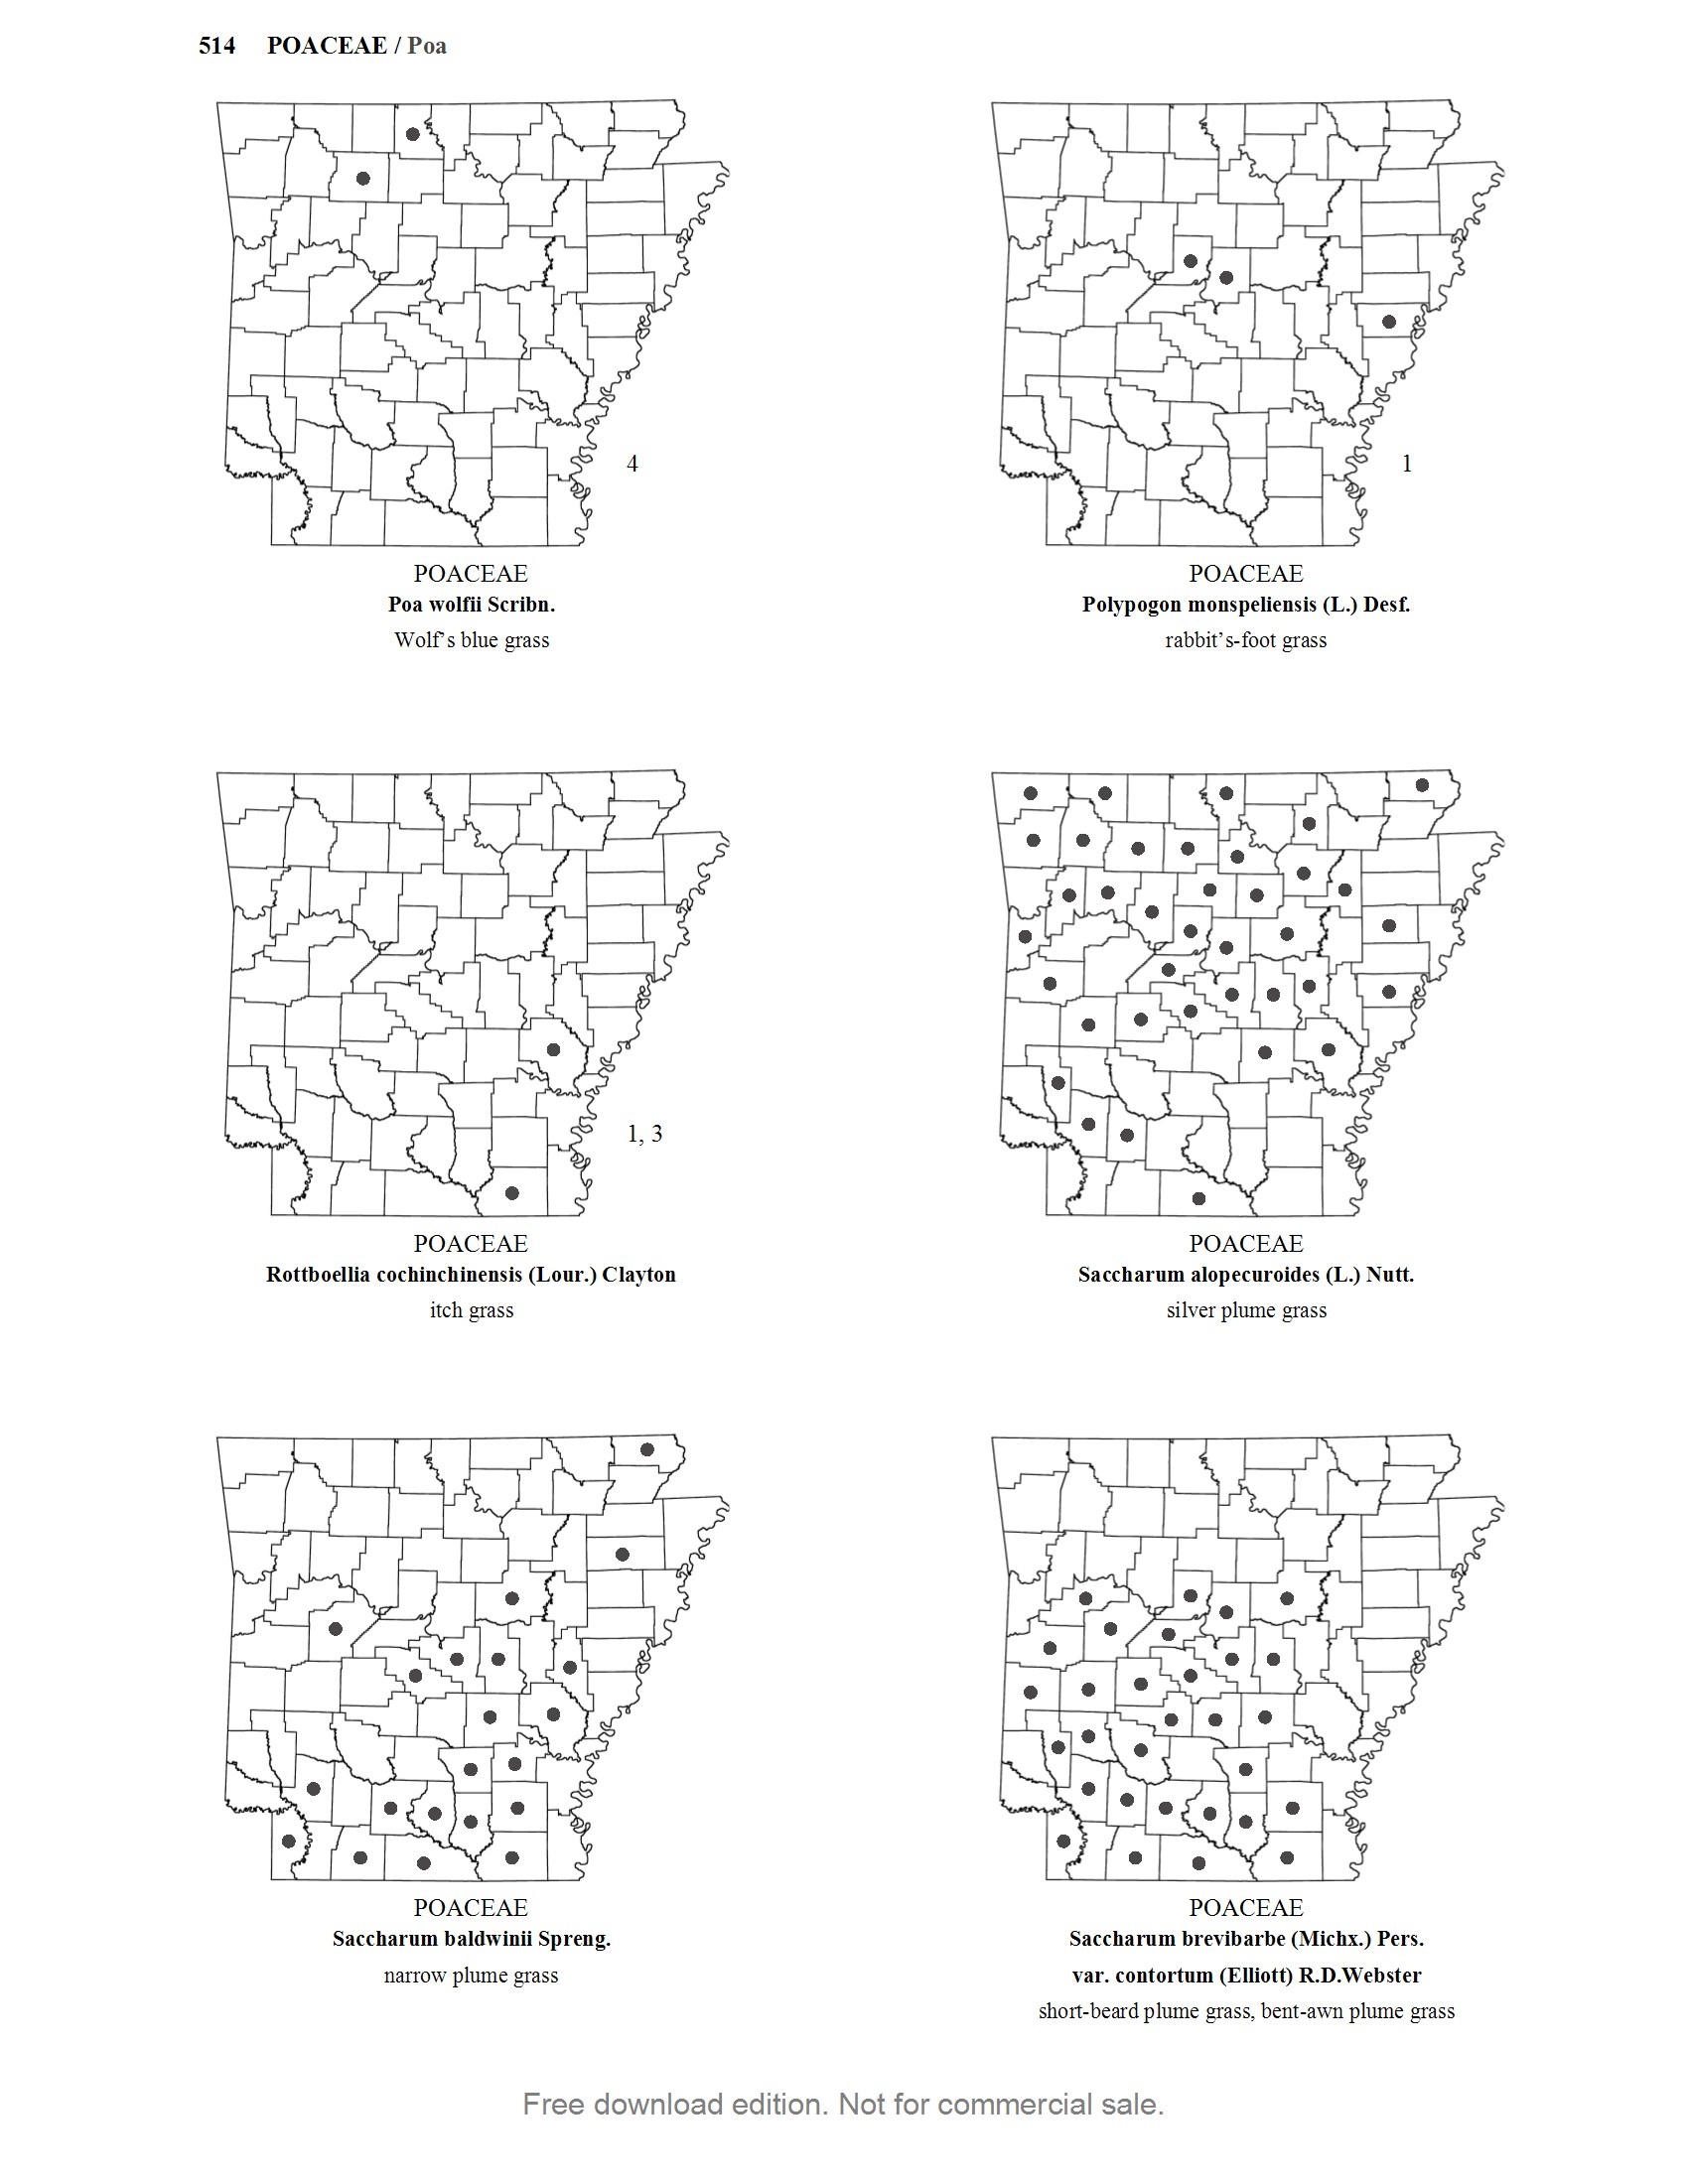 514 POACEAE / Poa
4
POACEAE
Poa wolfii Scribn.
Wolf’s blue grass
1
POACEAE
Polypogon monspeliensis (L.) Desf.
rabbit’s-foot grass
1, 3
POACEAE
Rottboellia cochinchinensis (Lour.) Clayton
itch grass
POACEAE
Saccharum alopecuroides (L.) Nutt.
silver plume grass
POACEAE
Saccharum baldwinii Spreng.
narrow plume grass
POACEAE
Saccharum brevibarbe (Michx.) Pers.
var. contortum (Elliott) R.D.Webster
short-beard plume grass, bent-awn plume grass
Free download edition. Not for commercial sale.